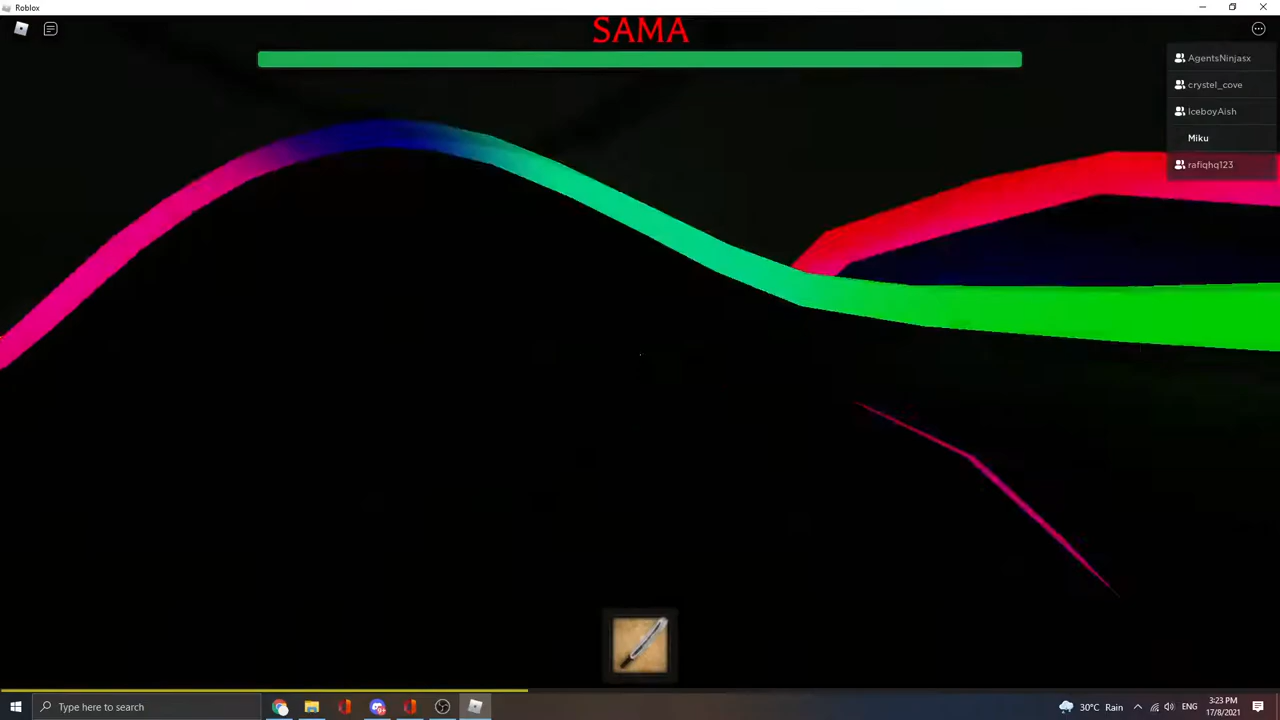 Roblox
SAMA
AgentsNinjasx
crystel_cove
IceboyAish
Miku
rafiqhq123
Type here to search
30°C Rain
ENG
3:23 PM
17/8/2021